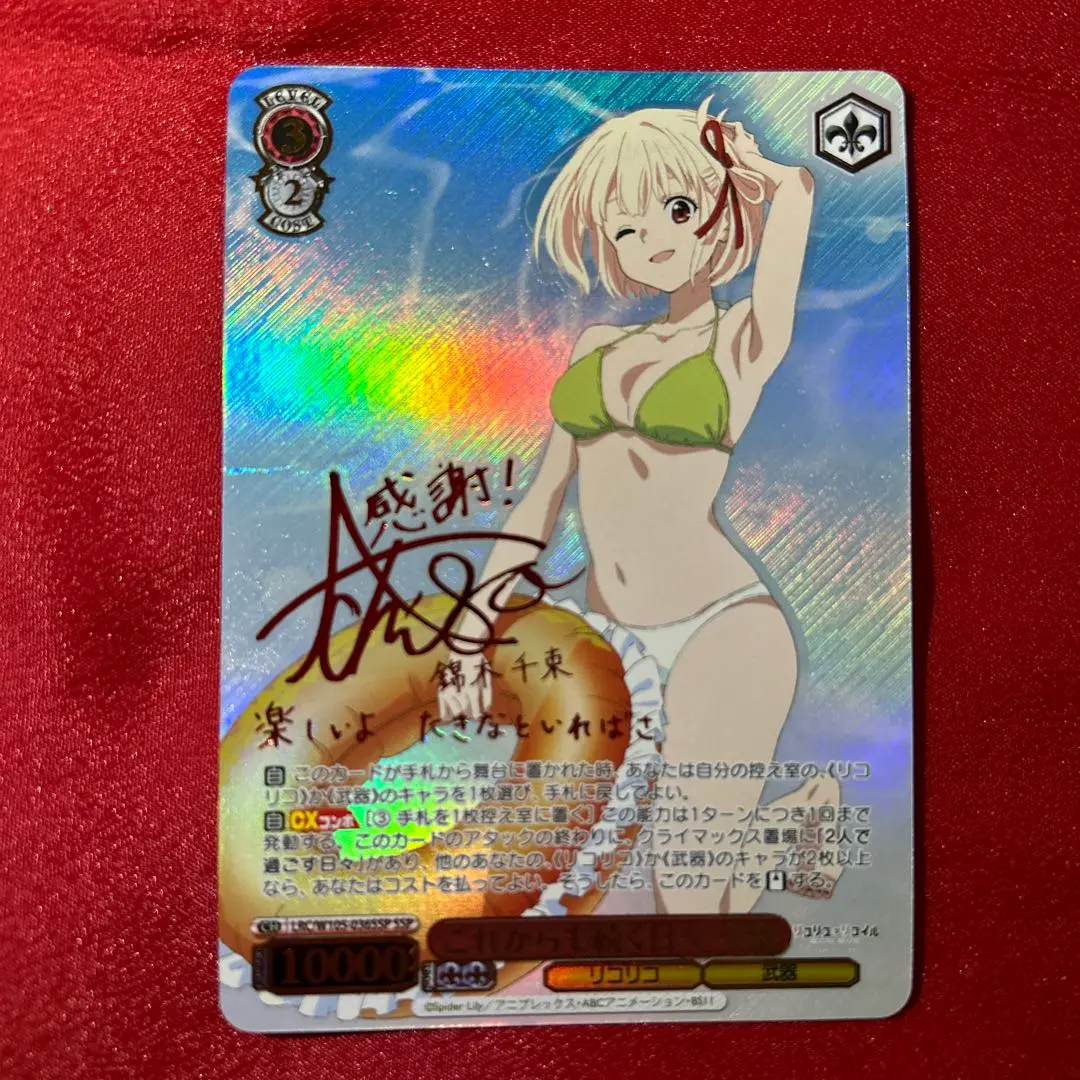 LEVEL
3
2
COST
感謝!
錦木千束
楽しいよ たきなといればさ
自 このカードが手札から舞台に置かれた時、あなたは自分の控え室の、《リコ
リコ》か《武器》のキャラを1枚選び、手札に戻してよい。
自 CXコンボ [③ 手札を1枚控え室に置く] この能力は1ターンにつき1回まで
発動する。このカードのアタックの終わりに、クライマックス置場に「2人で
過ごす日々」があり、他のあなたの、《リコリコ》か《武器》のキャラが2枚以上
なら、あなたはコストを払ってよい。そうしたら、このカードを する。
CH LRC/W105-036SSP SSP
リコリス・リコイル
10000
リコリコ 武器
©Spider Lily／アニプレックス・ABCアニメーション・BS11